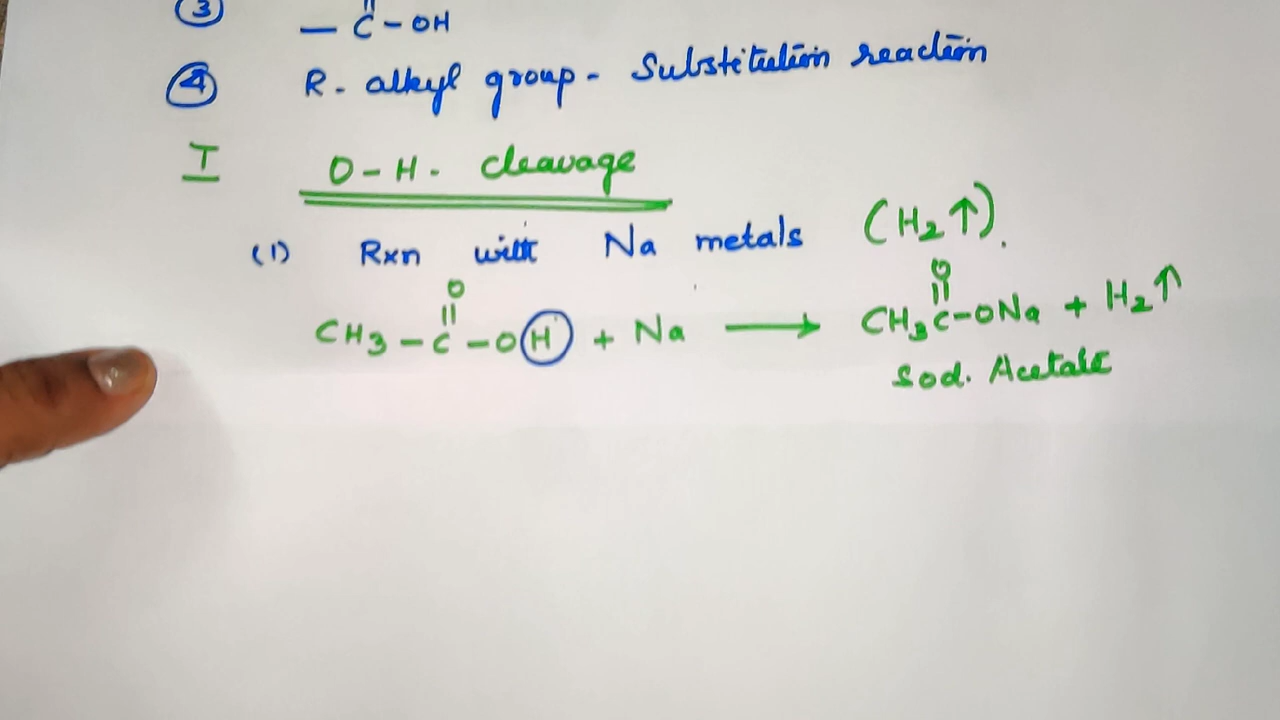 ③ — C – OH
④ R - alkyl group - Substitution reaction
I O-H- cleavage
(1) Rxn with Na metals (H2↑).
O O
|| ||
CH3 – C – OH + Na ⟶ CH3C-ONa + H2↑
Sod. Acetate